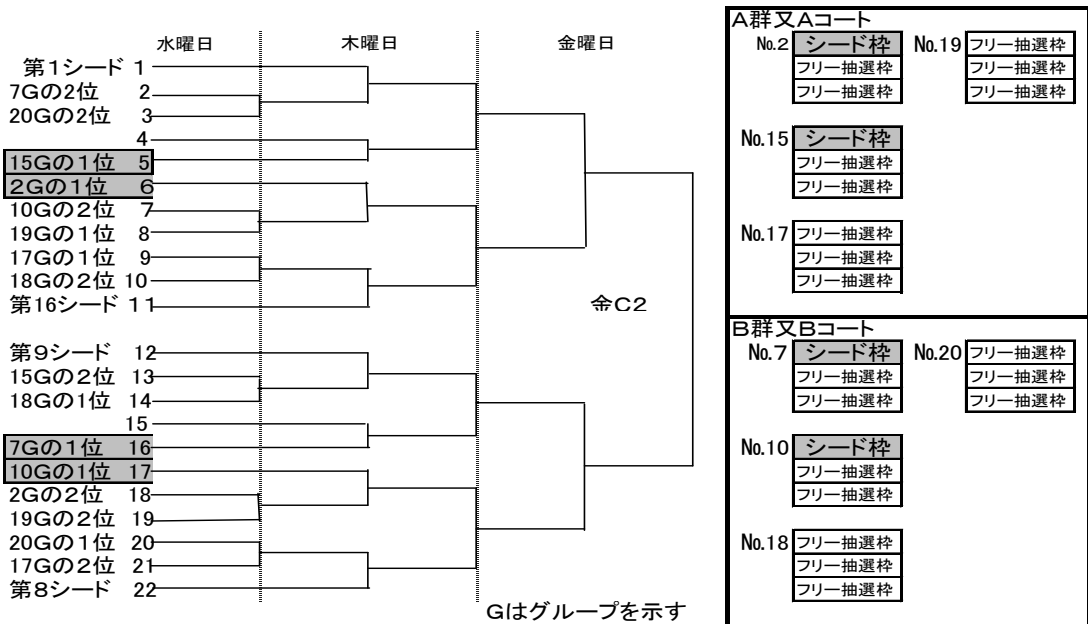 水曜日 木曜日 金曜日
第1シード 1
7Gの2位 2
20Gの2位 3
4
15Gの1位 5
2Gの1位 6
10Gの2位 7
19Gの1位 8
17Gの1位 9
18Gの2位 10
第16シード 11
金C2
第9シード 12
15Gの2位 13
18Gの1位 14
15
7Gの1位 16
10Gの1位 17
2Gの2位 18
19Gの2位 19
20Gの1位 20
17Gの2位 21
第8シード 22
Gはグループを示す
A群又Aコート
No.2 シード枠 No.19 フリー抽選枠
フリー抽選枠 フリー抽選枠
フリー抽選枠 フリー抽選枠
No.15 シード枠
フリー抽選枠
フリー抽選枠
No.17 フリー抽選枠
フリー抽選枠
フリー抽選枠
B群又Bコート
No.7 シード枠 No.20 フリー抽選枠
フリー抽選枠 フリー抽選枠
フリー抽選枠 フリー抽選枠
No.10 シード枠
フリー抽選枠
フリー抽選枠
No.18 フリー抽選枠
フリー抽選枠
フリー抽選枠